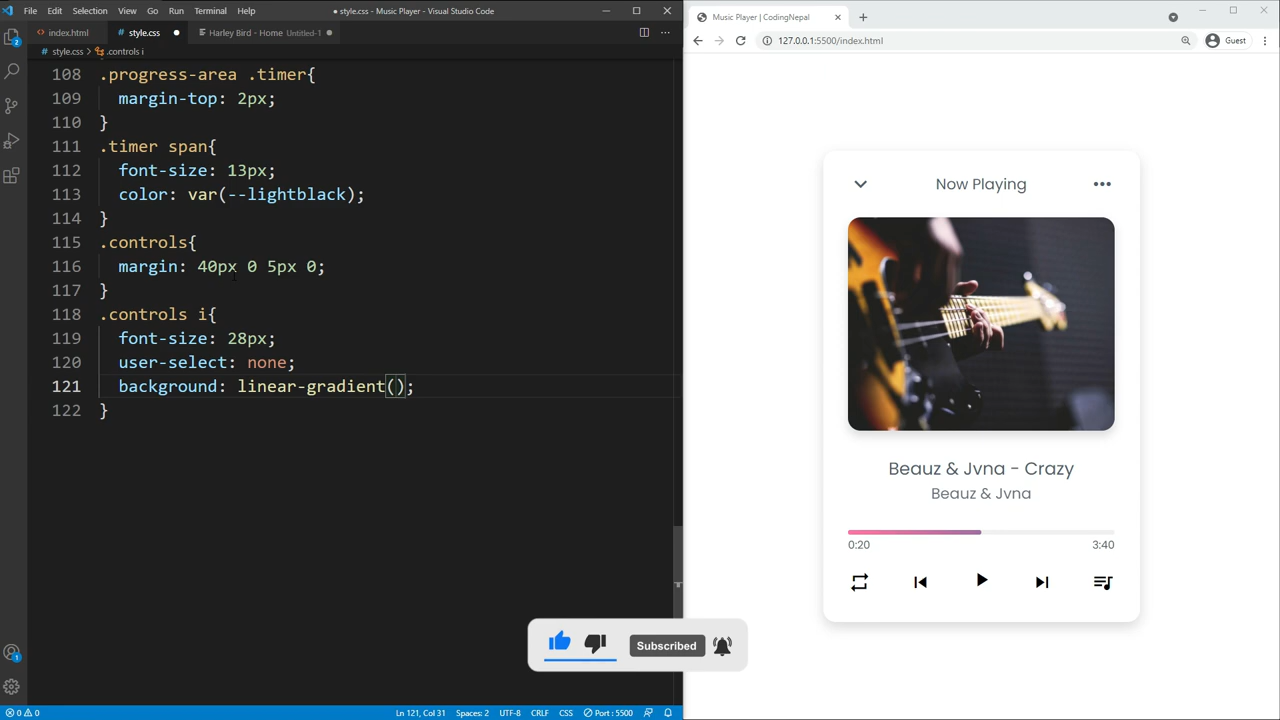 File Edit Selection View Go Run Terminal Help
● style.css - Music Player - Visual Studio Code
index.html style.css ● Harley Bird - Home Untitled-1 ●
style.css > .controls i
108 .progress-area .timer{
109 margin-top: 2px;
110 }
111 .timer span{
112 font-size: 13px;
113 color: var(--lightblack);
114 }
115 .controls{
116 margin: 40px 0 5px 0;
117 }
118 .controls i{
119 font-size: 28px;
120 user-select: none;
121 background: linear-gradient();
122 }
2
1
0 0
Ln 121, Col 31 Spaces: 2 UTF-8 CRLF CSS Port : 5500
Music Player | CodingNepal
127.0.0.1:5500/index.html
Guest
Now Playing
Beauz & Jvna - Crazy
Beauz & Jvna
0:20 3:40
Subscribed